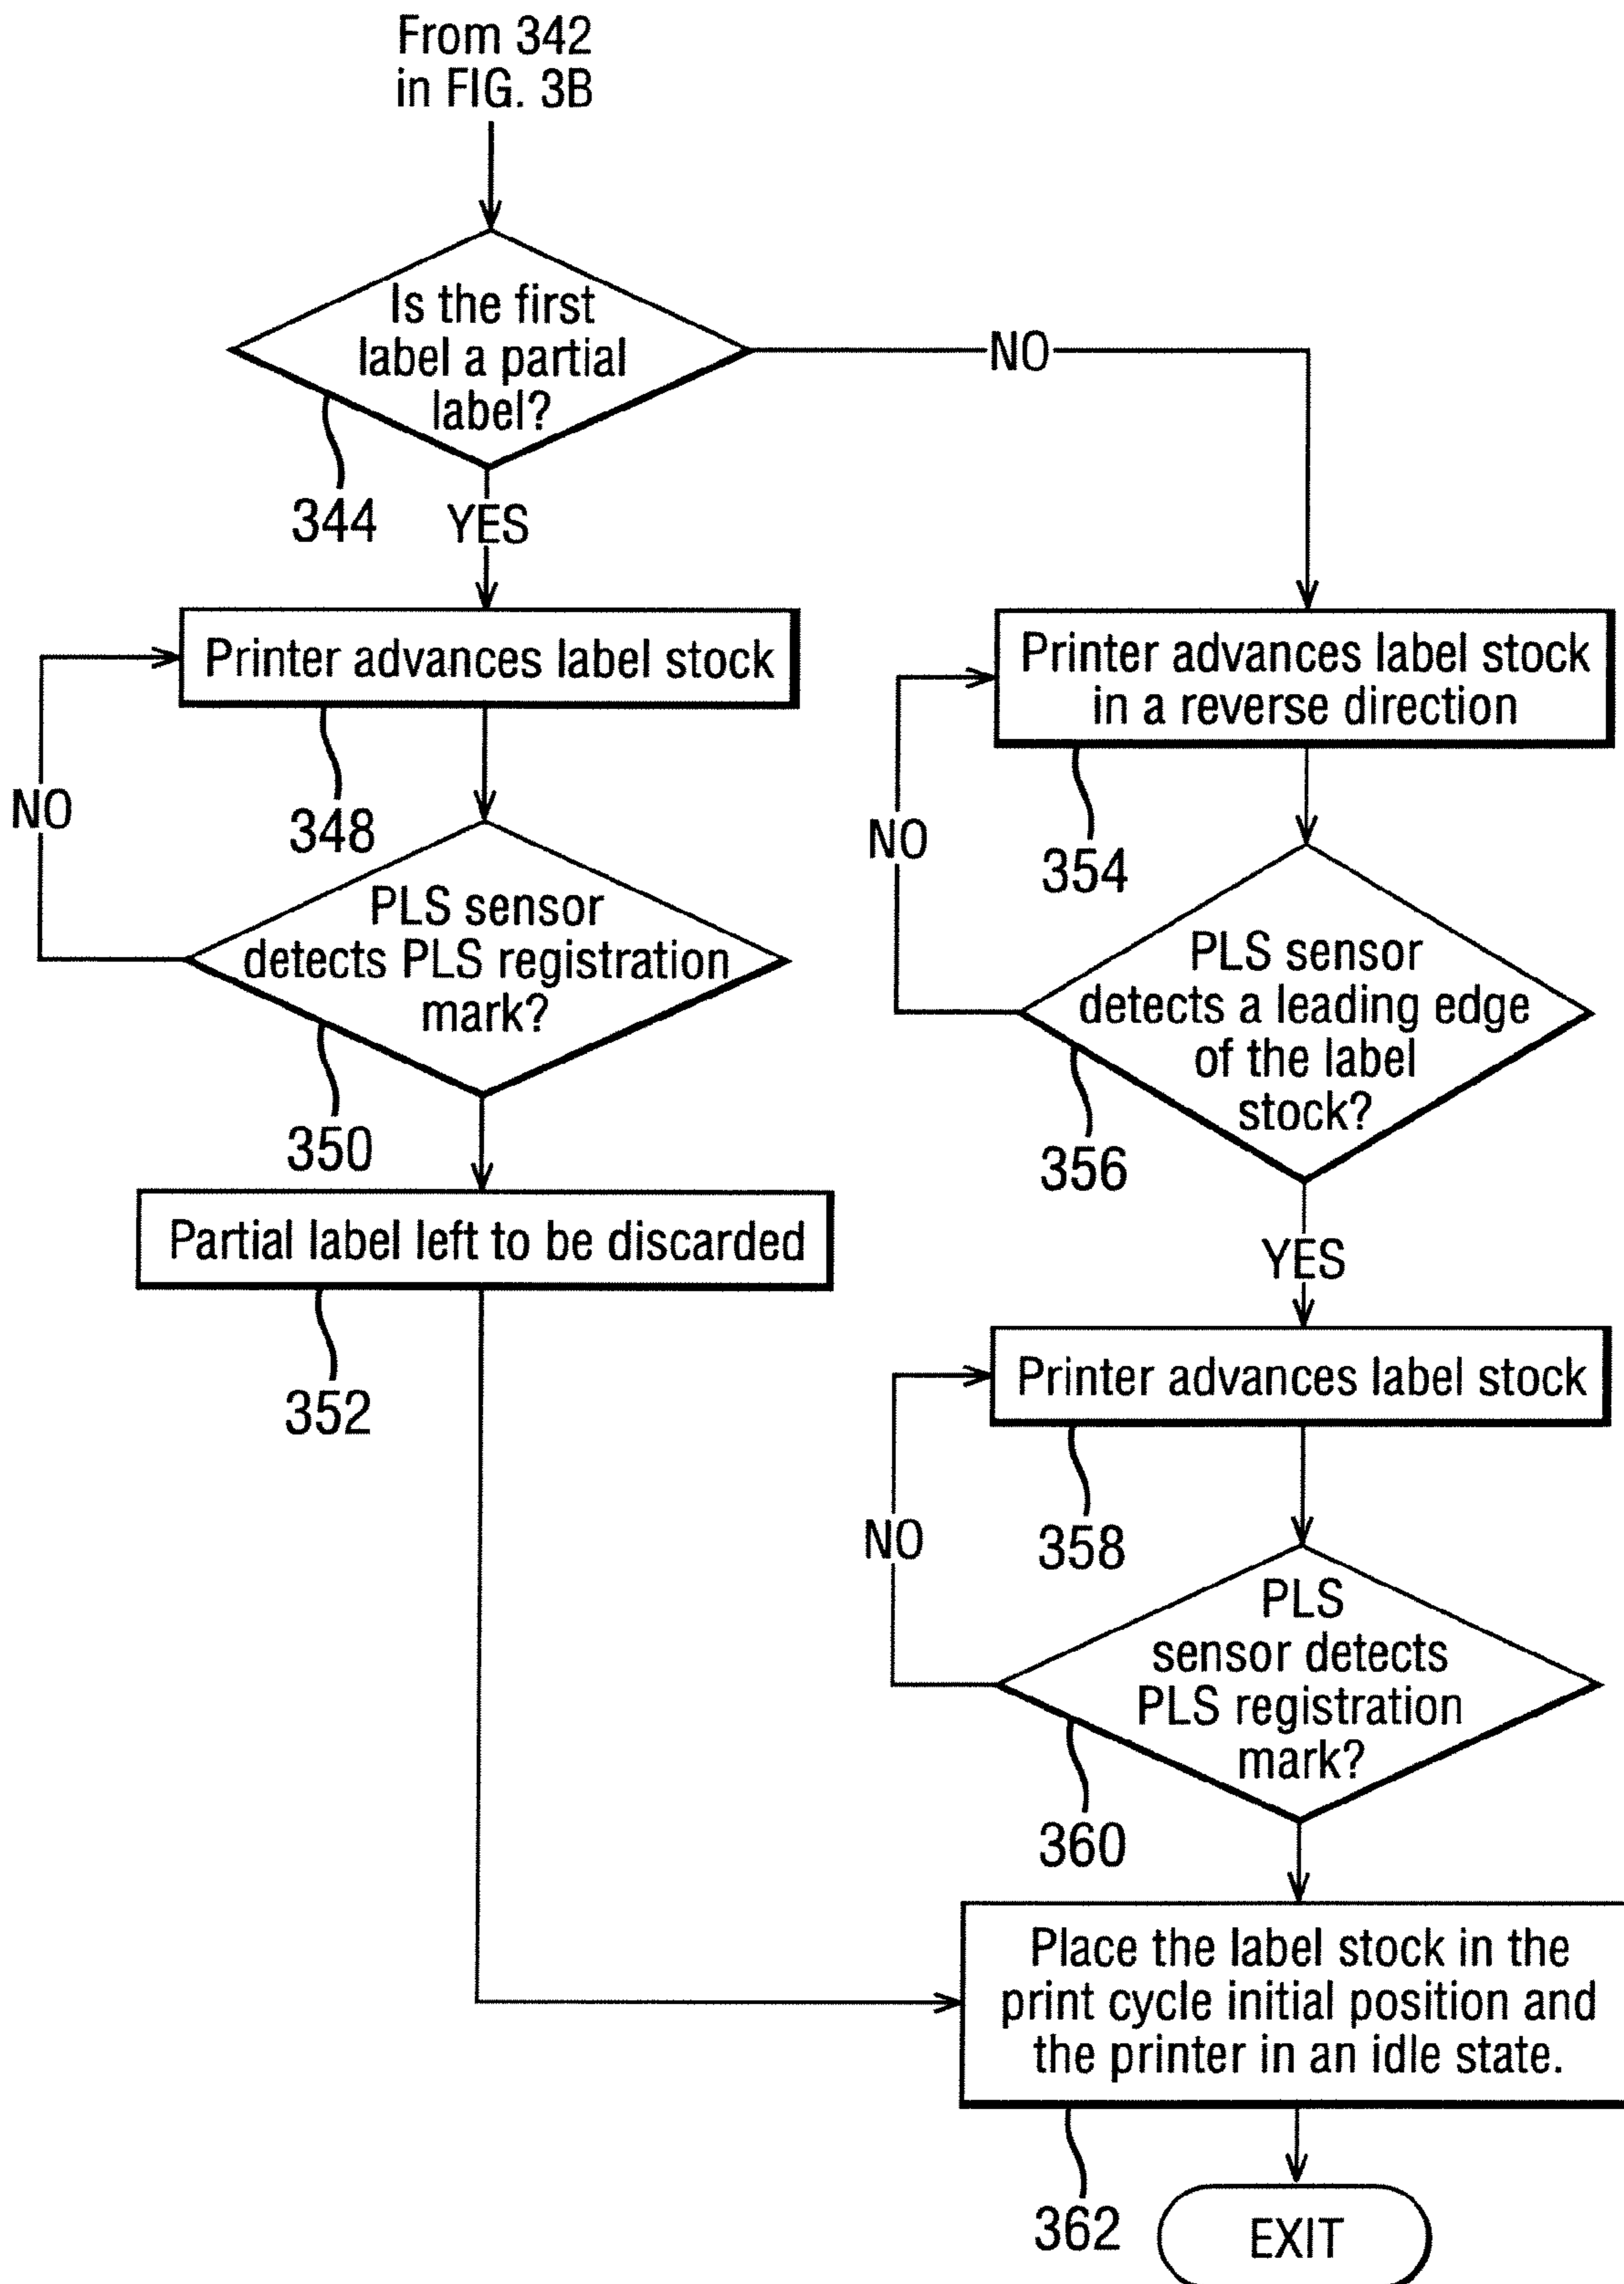 From 342
in FIG. 3B
Is the first
label a partial
label?
344
YES
NO
Printer advances label stock
348
NO
PLS sensor
detects PLS registration
mark?
350
Partial label left to be discarded
352
Printer advances label stock
in a reverse direction
354
NO
PLS sensor
detects a leading edge
of the label
stock?
356
YES
Printer advances label stock
358
NO
PLS
sensor detects
PLS registration
mark?
360
Place the label stock in the
print cycle initial position and
the printer in an idle state.
362
EXIT